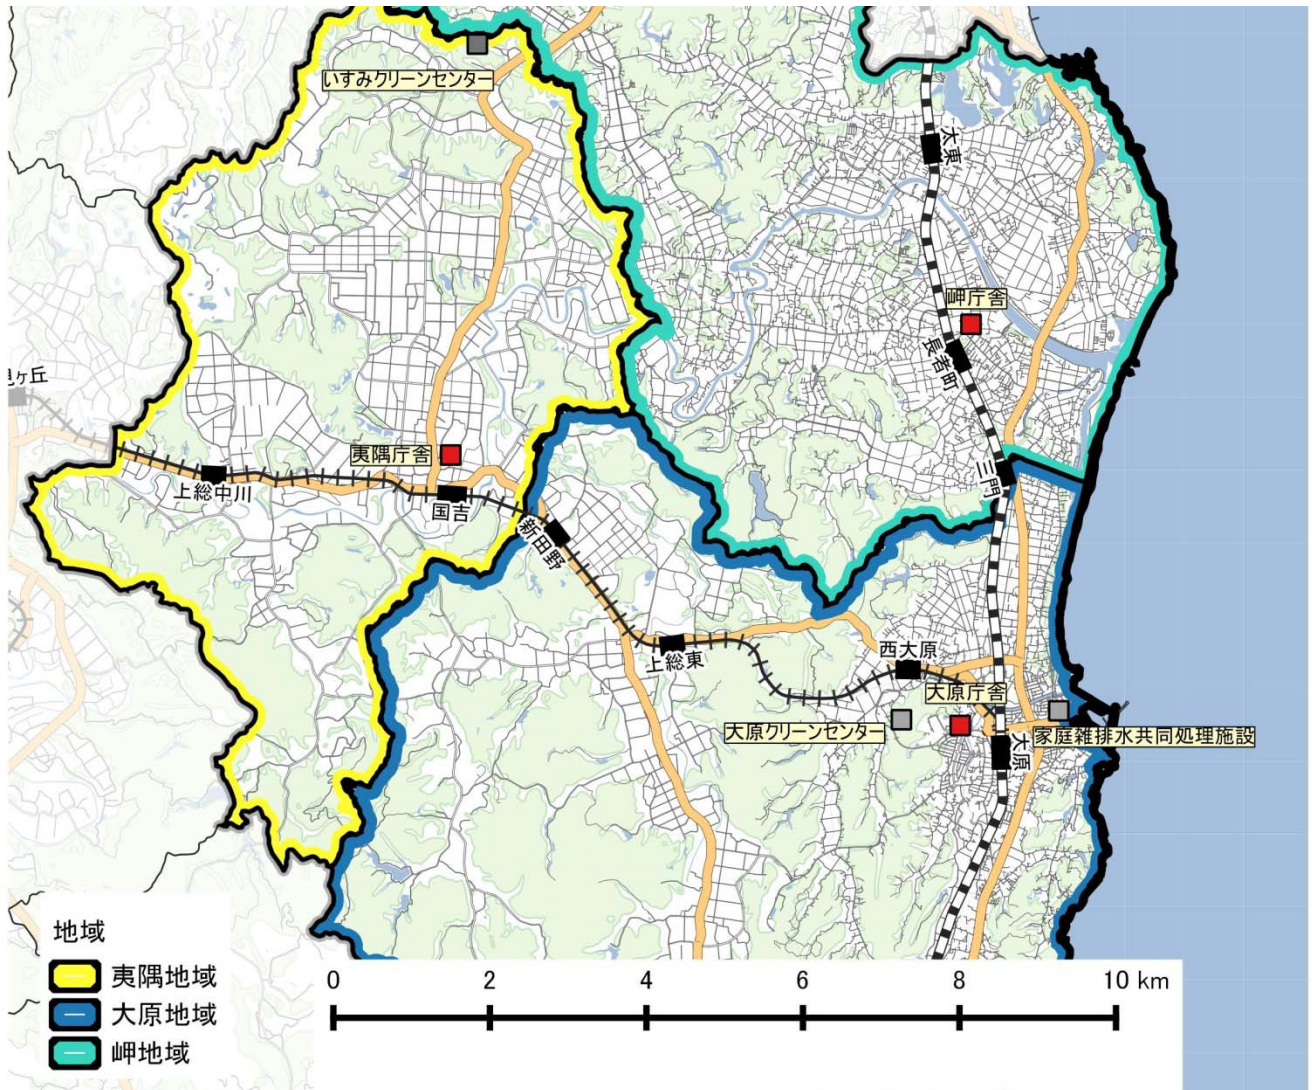 いすみクリーンセンター
太東
岬庁舎
長者町
見ヶ丘
夷隅庁舎
三門
上総中川
国吉
新田野
上総東
西大原
大原庁舎
大原クリーンセンター
家庭雑排水共同処理施設
大原
地域
夷隅地域
大原地域
岬地域
0 2 4 6 8 10 km